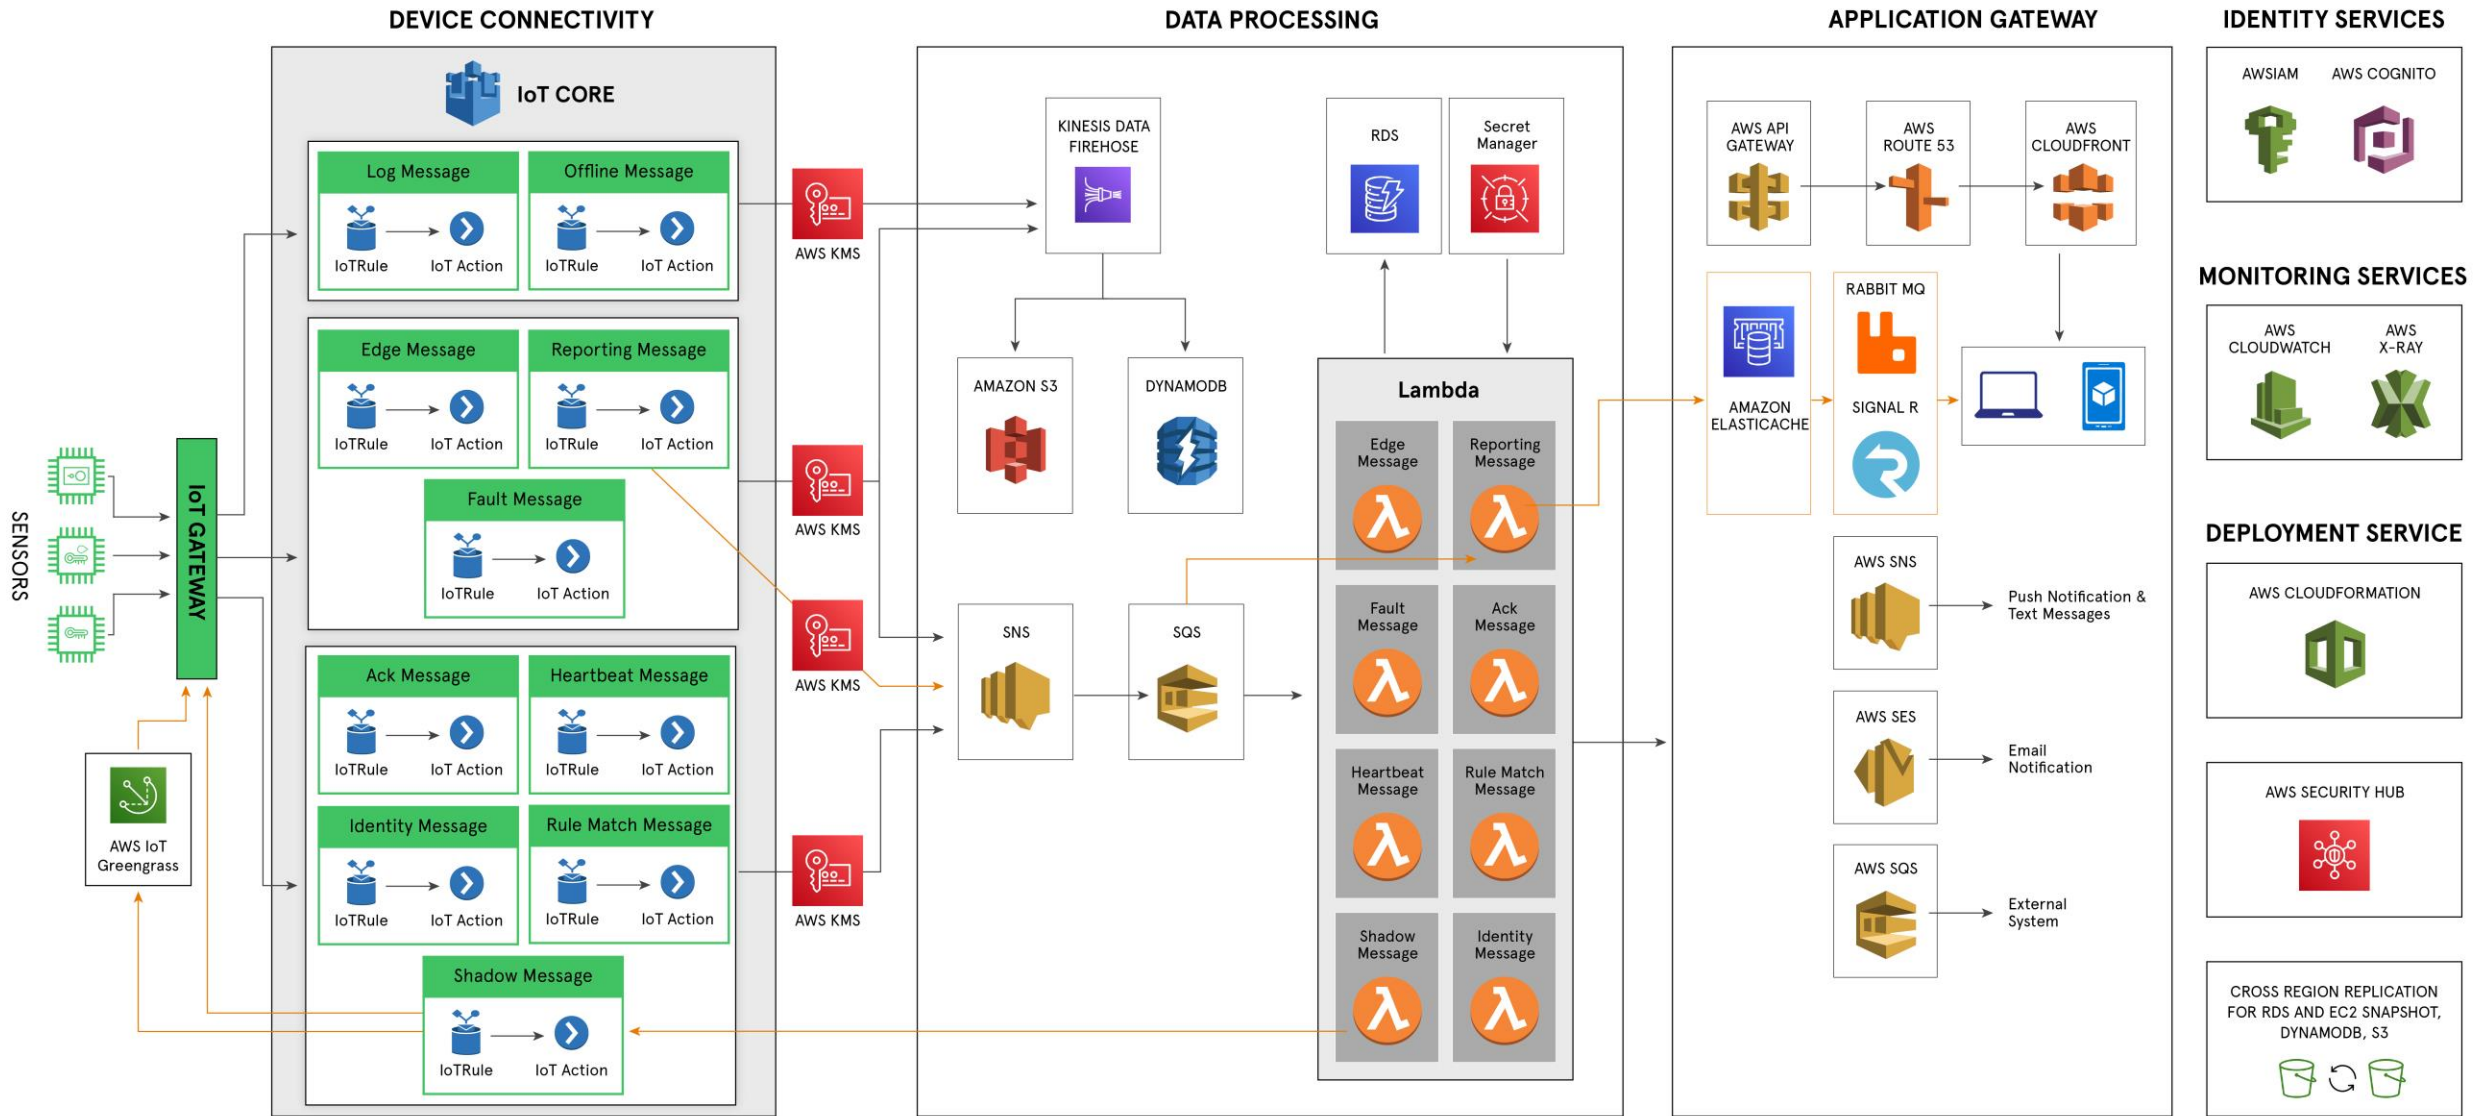 DEVICE CONNECTIVITY
DATA PROCESSING
APPLICATION GATEWAY
IDENTITY SERVICES
IoT CORE
Log Message
IoTRule
IoT Action
Offline Message
IoTRule
IoT Action
Edge Message
IoTRule
IoT Action
Reporting Message
IoTRule
IoT Action
Fault Message
IoTRule
IoT Action
Ack Message
IoTRule
IoT Action
Heartbeat Message
IoTRule
IoT Action
Identity Message
IoTRule
IoT Action
Rule Match Message
IoTRule
IoT Action
Shadow Message
IoTRule
IoT Action
SENSORS
IoT GATEWAY
AWS IoT
Greengrass
AWS KMS
AWS KMS
AWS KMS
AWS KMS
KINESIS DATA
FIREHOSE
AMAZON S3
DYNAMODB
RDS
Secret
Manager
SNS
SQS
Lambda
Edge
Message
Reporting
Message
Fault
Message
Ack
Message
Heartbeat
Message
Rule Match
Message
Shadow
Message
Identity
Message
AWS API
GATEWAY
AWS
ROUTE 53
AWS
CLOUDFRONT
AMAZON
ELASTICACHE
RABBIT MQ
SIGNAL R
AWS SNS
Push Notification &
Text Messages
AWS SES
Email
Notification
AWS SQS
External
System
AWSIAM
AWS COGNITO
MONITORING SERVICES
AWS
CLOUDWATCH
AWS
X-RAY
DEPLOYMENT SERVICE
AWS CLOUDFORMATION
AWS SECURITY HUB
CROSS REGION REPLICATION
FOR RDS AND EC2 SNAPSHOT,
DYNAMODB, S3